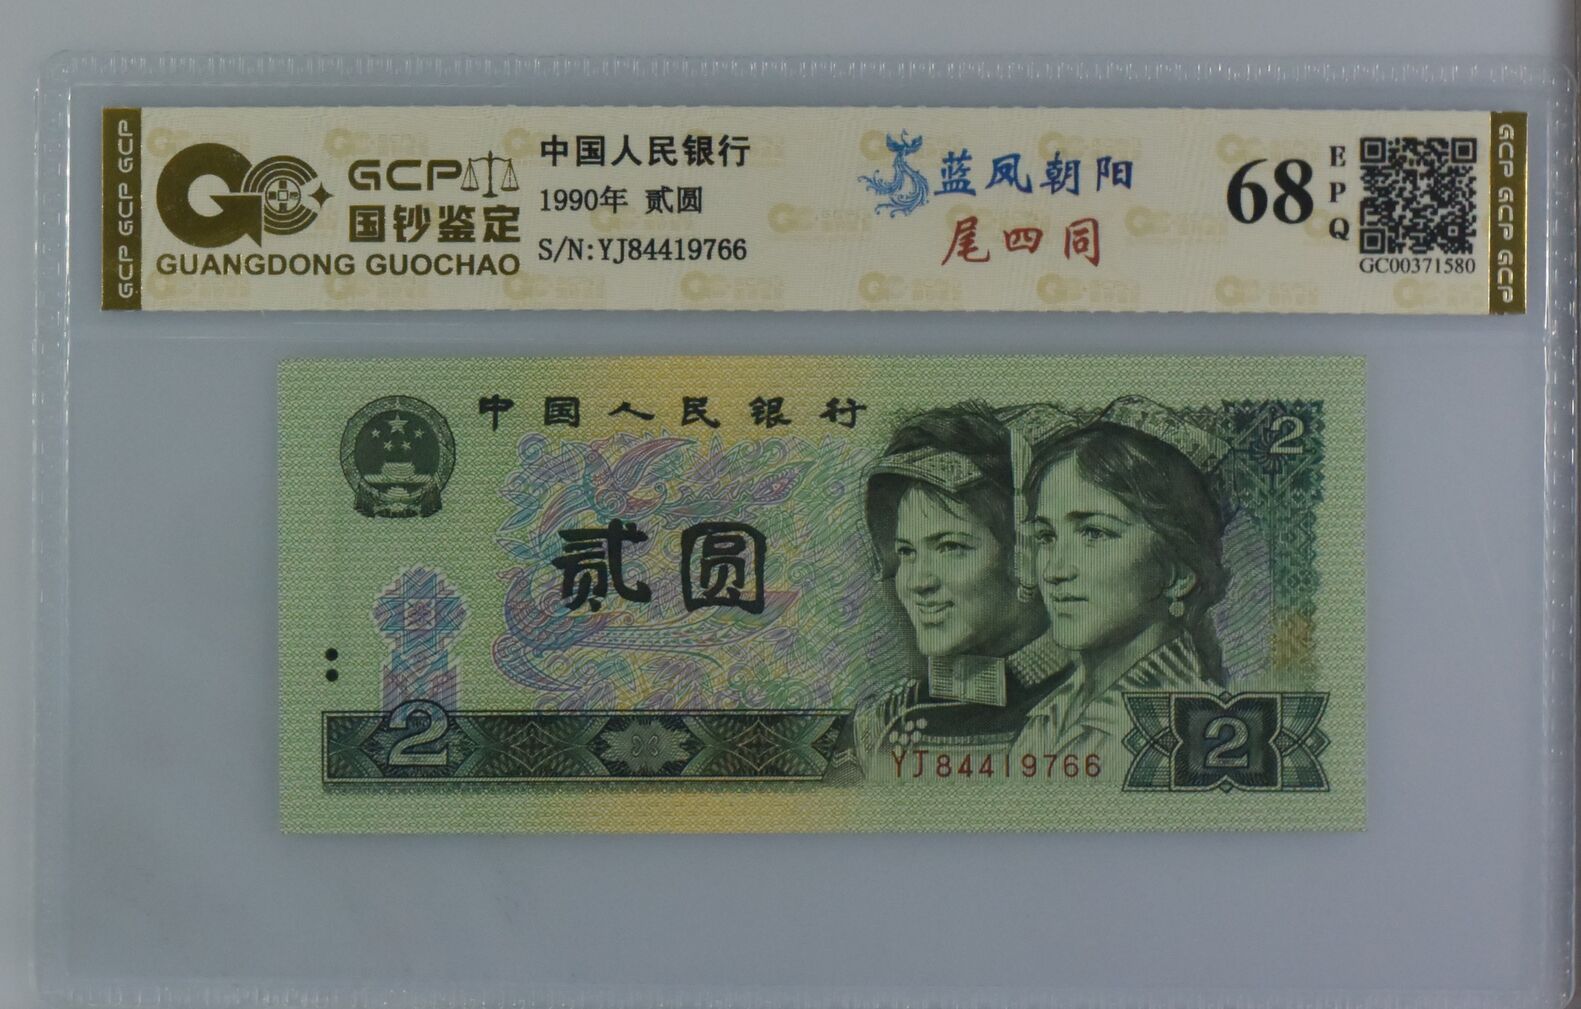 GCP GCP GCP
GCP
国钞鉴定
GUANGDONG GUOCHAO
中国人民银行
1990年 贰圆
S/N:YJ84419766
蓝凤朝阳
尾四同
68
EPQ
GC00371580
GCP GCP GCP
中国人民银行
2
贰圆
2
YJ84419766
2